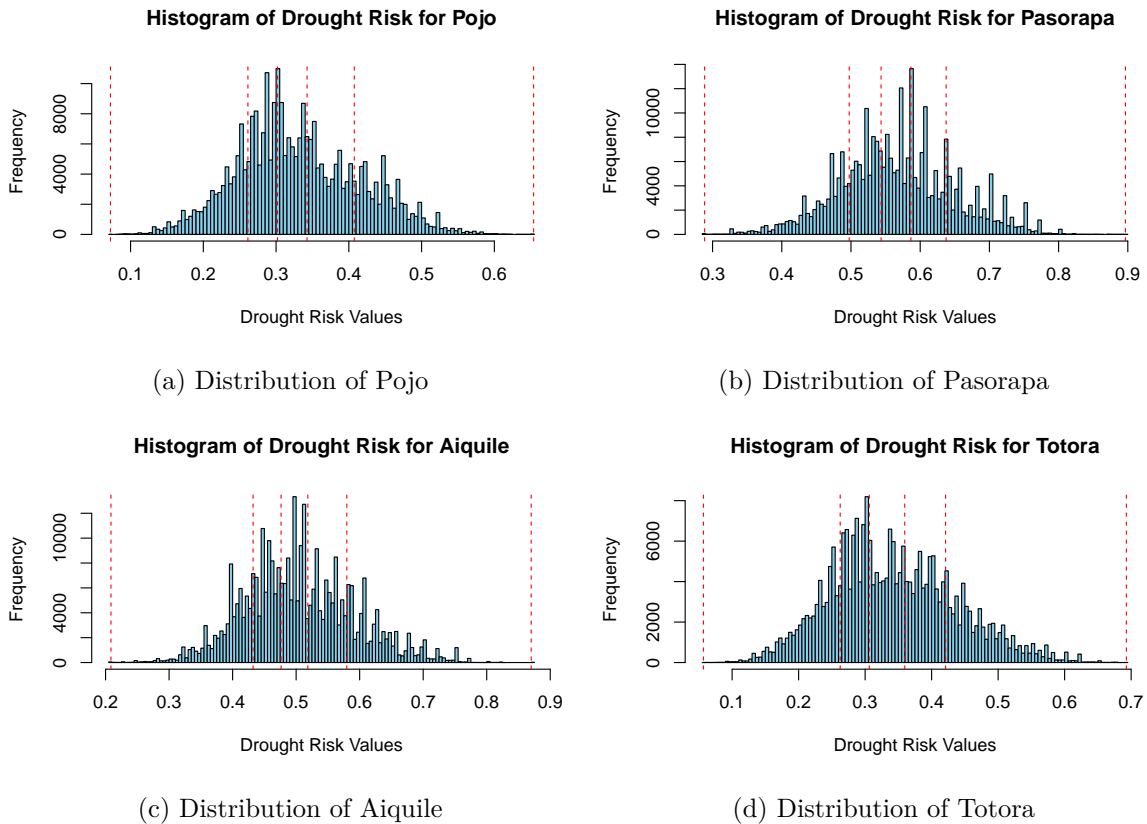 Histogram of Drought Risk for Pojo
Frequency
0 4000 8000
0.1 0.2 0.3 0.4 0.5 0.6
Drought Risk Values
(a) Distribution of Pojo
Histogram of Drought Risk for Pasorapa
Frequency
0 4000 10000
0.3 0.4 0.5 0.6 0.7 0.8 0.9
Drought Risk Values
(b) Distribution of Pasorapa
Histogram of Drought Risk for Aiquile
Frequency
0 4000 10000
0.2 0.3 0.4 0.5 0.6 0.7 0.8 0.9
Drought Risk Values
(c) Distribution of Aiquile
Histogram of Drought Risk for Totora
Frequency
0 2000 6000
0.1 0.2 0.3 0.4 0.5 0.6 0.7
Drought Risk Values
(d) Distribution of Totora